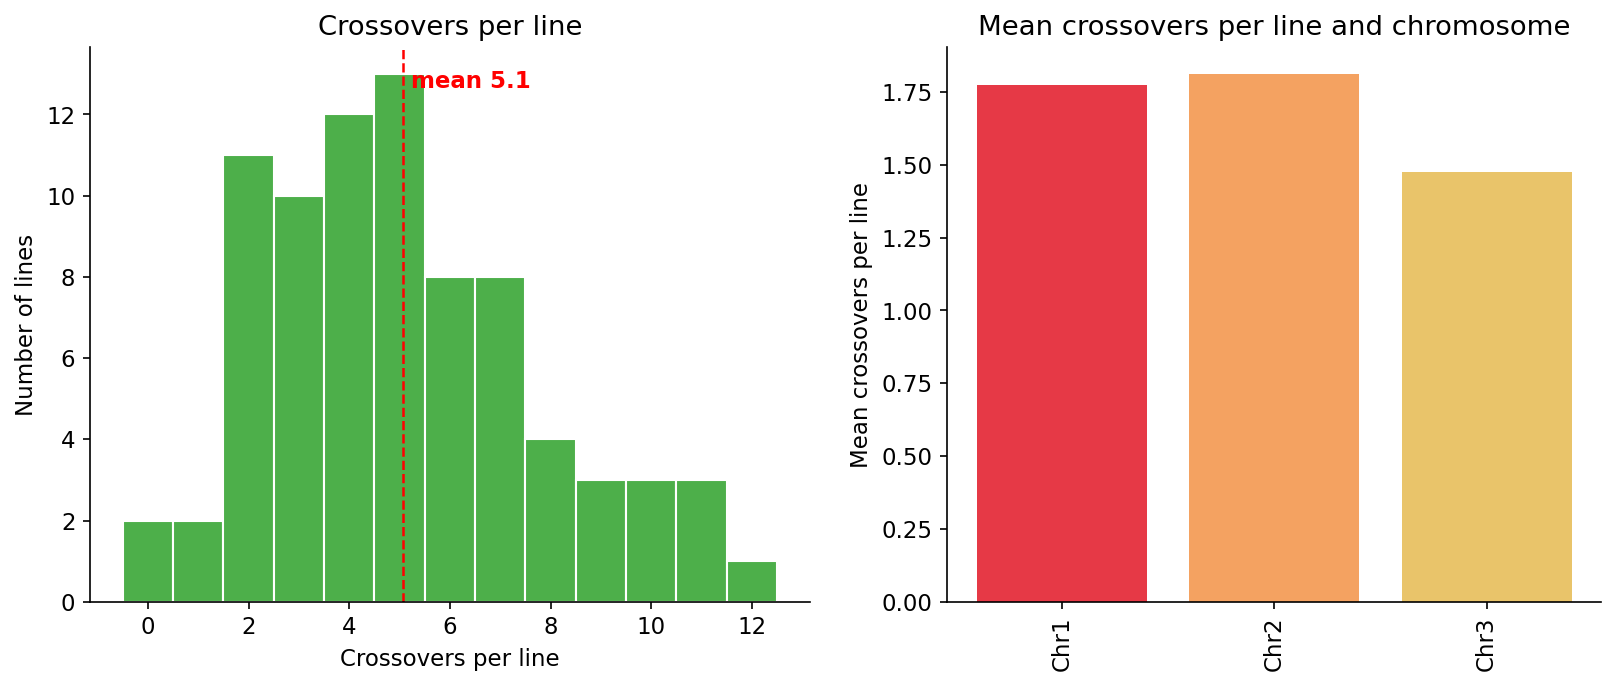 Crossovers per line
mean 5.1
Number of lines
12
10
8
6
4
2
0
0 2 4 6 8 10 12
Crossovers per line
Mean crossovers per line and chromosome
Mean crossovers per line
1.75
1.50
1.25
1.00
0.75
0.50
0.25
0.00
Chr1 Chr2 Chr3